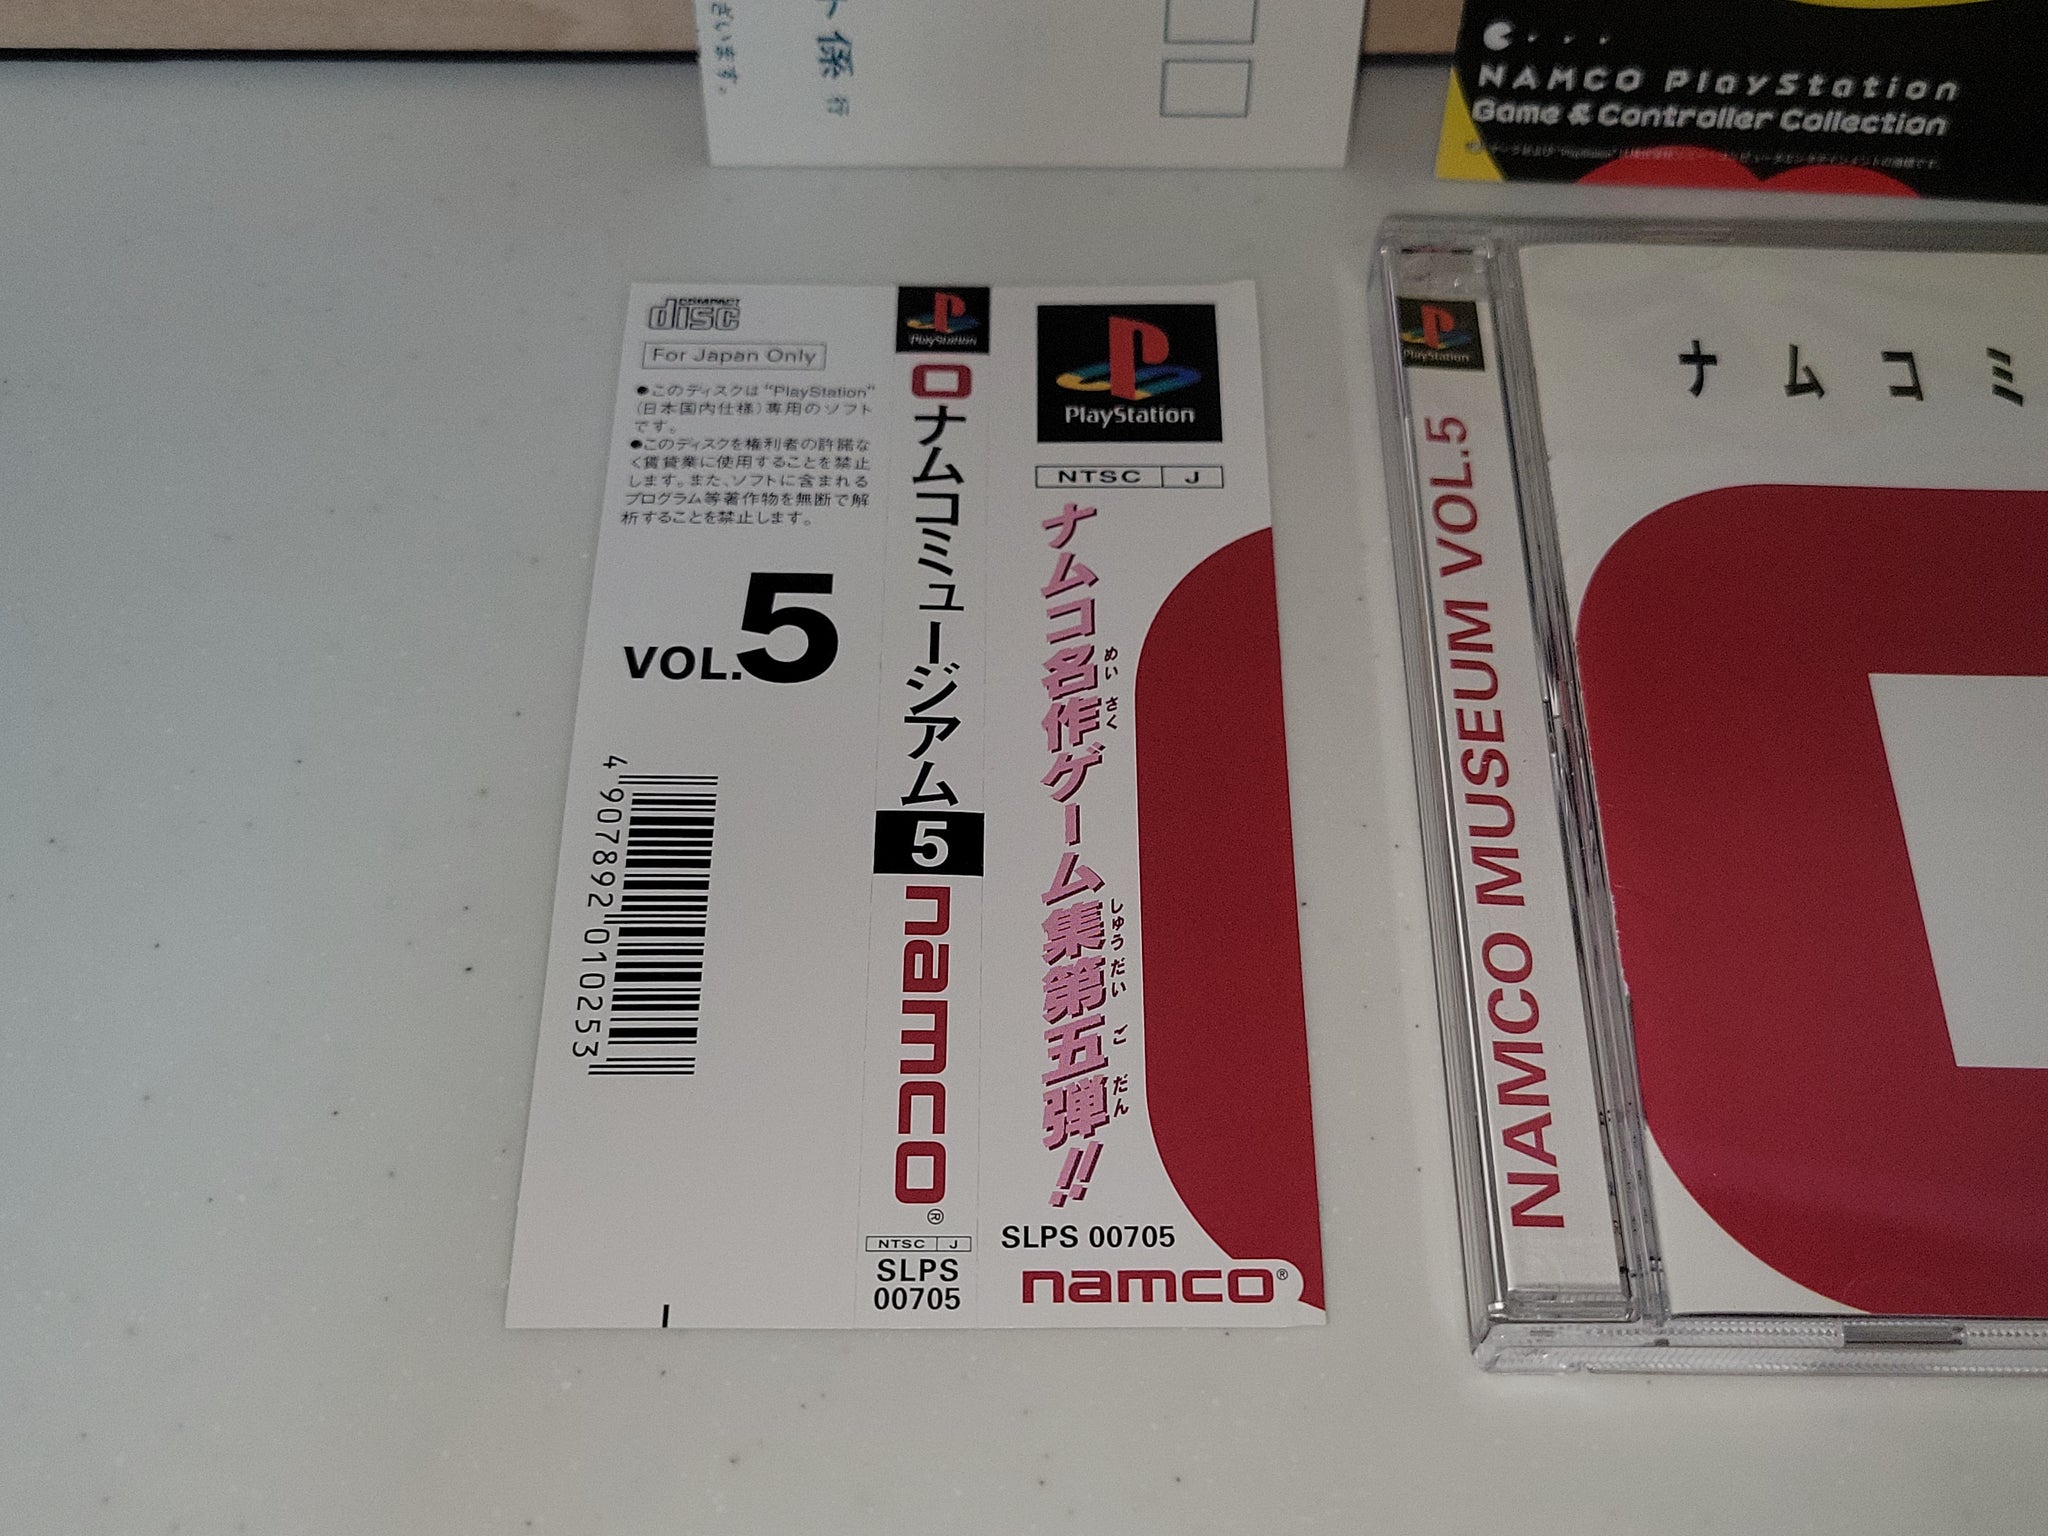 ざいます。
係 行
NAMCO PlayStation
Game & Controller Collection
COMPACT
disc
For Japan Only
●このディスクは“PlayStation”
(日本国内仕様)専用のソフト
です。
●このディスクを権利者の許諾な
く賃貸業に使用することを禁止
します。また、ソフトに含まれる
プログラム等著作物を無断で解
析することを禁止します。
VOL.5
4 907892 010253
PlayStation
ナムコミュージアム
5
namco®
NTSC J
SLPS
00705
PlayStation
NTSC J
ナムコ名作ゲーム集第五弾!!
めい さく しゅう だい ご だん
SLPS 00705
namco®
PlayStation
NAMCO MUSEUM VOL.5
ナムコミ